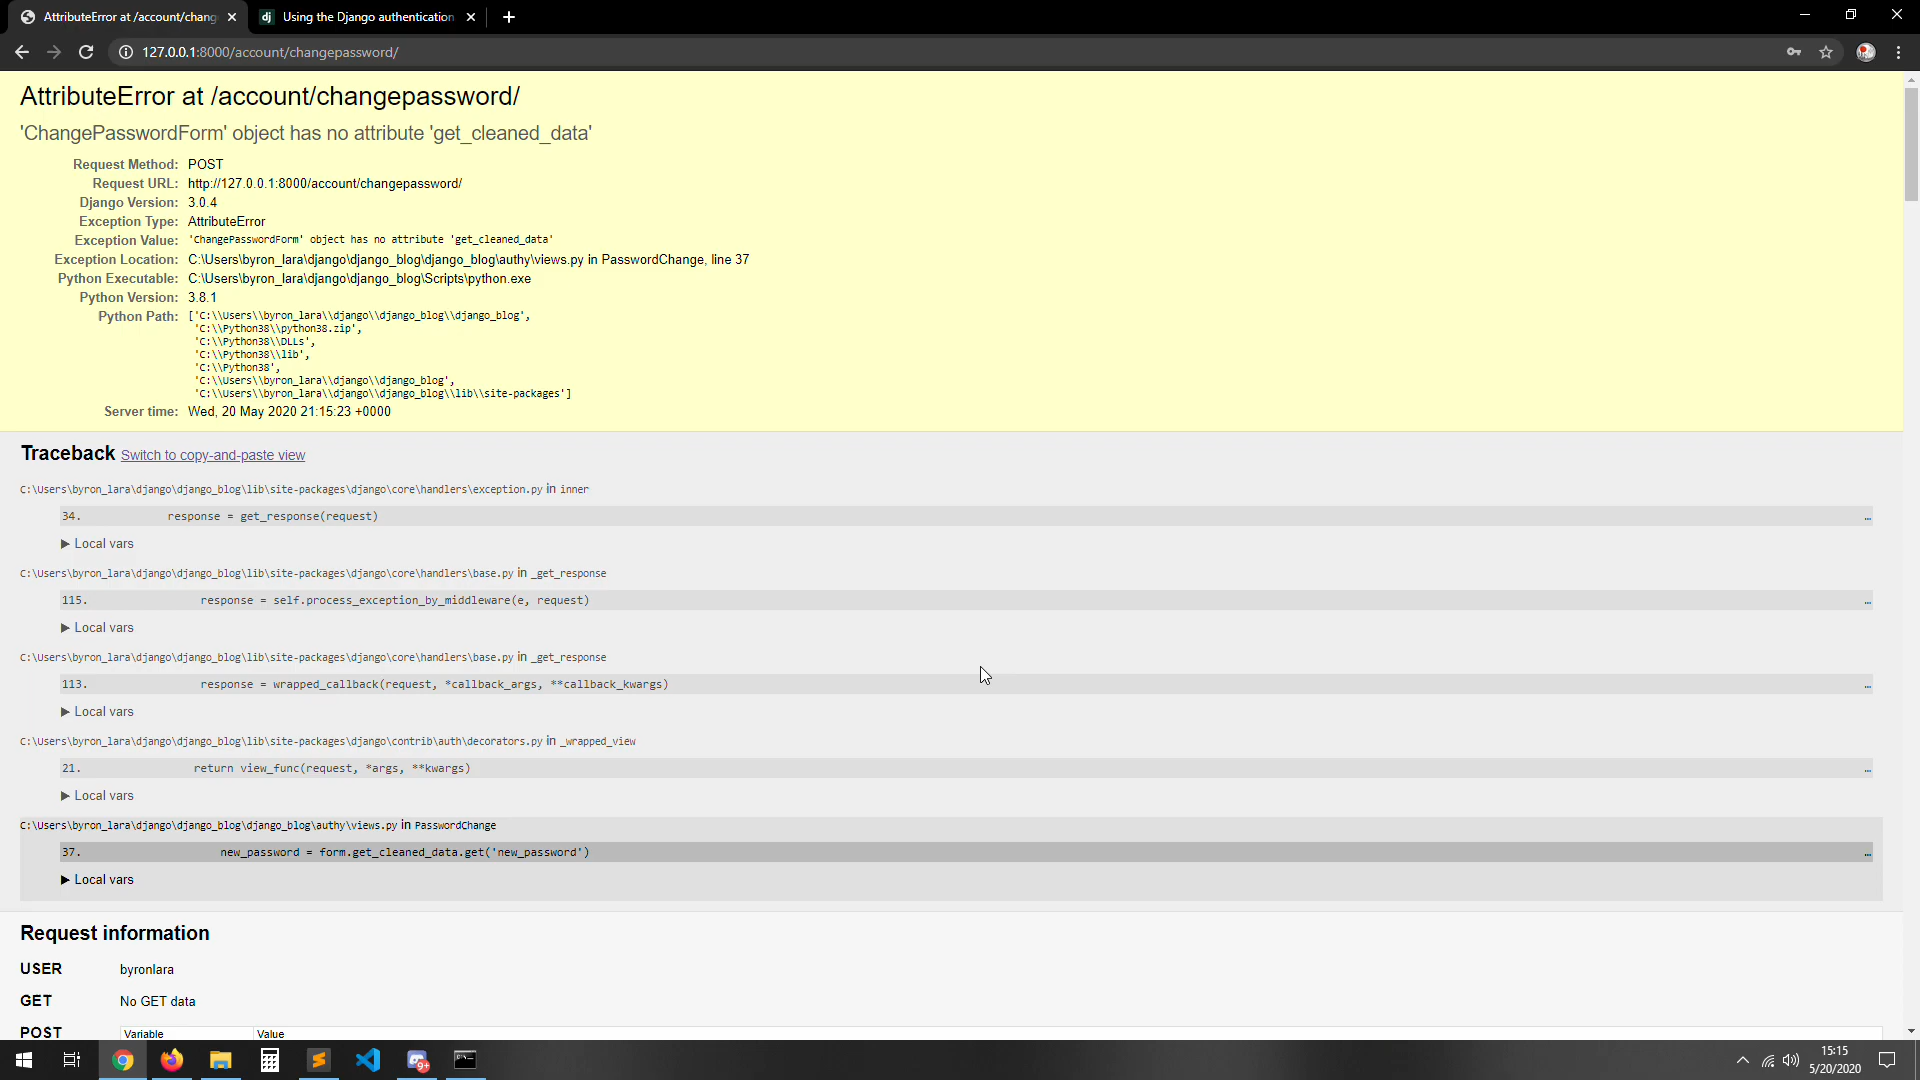 AttributeError at /account/chang
Using the Django authentication
127.0.0.1:8000/account/changepassword/
AttributeError at /account/changepassword/
'ChangePasswordForm' object has no attribute 'get_cleaned_data'
Request Method: POST
Request URL: http://127.0.0.1:8000/account/changepassword/
Django Version: 3.0.4
Exception Type: AttributeError
Exception Value: 'ChangePasswordForm' object has no attribute 'get_cleaned_data'
Exception Location: C:\Users\byron_lara\django\django_blog\django_blog\authy\views.py in PasswordChange, line 37
Python Executable: C:\Users\byron_lara\django\django_blog\Scripts\python.exe
Python Version: 3.8.1
Python Path: ['C:\\Users\\byron_lara\\django\\django_blog\\django_blog',
'C:\\Python38\\python38.zip',
'C:\\Python38\\DLLs',
'C:\\Python38\\lib',
'C:\\Python38',
'C:\\Users\\byron_lara\\django\\django_blog',
'C:\\Users\\byron_lara\\django\\django_blog\\lib\\site-packages']
Server time: Wed, 20 May 2020 21:15:23 +0000
Traceback Switch to copy-and-paste view
C:\Users\byron_lara\django\django_blog\lib\site-packages\django\core\handlers\exception.py in inner
34. response = get_response(request) …
▶ Local vars
C:\Users\byron_lara\django\django_blog\lib\site-packages\django\core\handlers\base.py in _get_response
115. response = self.process_exception_by_middleware(e, request) …
▶ Local vars
C:\Users\byron_lara\django\django_blog\lib\site-packages\django\core\handlers\base.py in _get_response
113. response = wrapped_callback(request, *callback_args, **callback_kwargs) …
▶ Local vars
C:\Users\byron_lara\django\django_blog\lib\site-packages\django\contrib\auth\decorators.py in _wrapped_view
21. return view_func(request, *args, **kwargs) …
▶ Local vars
C:\Users\byron_lara\django\django_blog\django_blog\authy\views.py in PasswordChange
37. new_password = form.get_cleaned_data.get('new_password') …
▶ Local vars
Request information
USER byronlara
GET No GET data
POST Variable Value
9+
15:15
5/20/2020